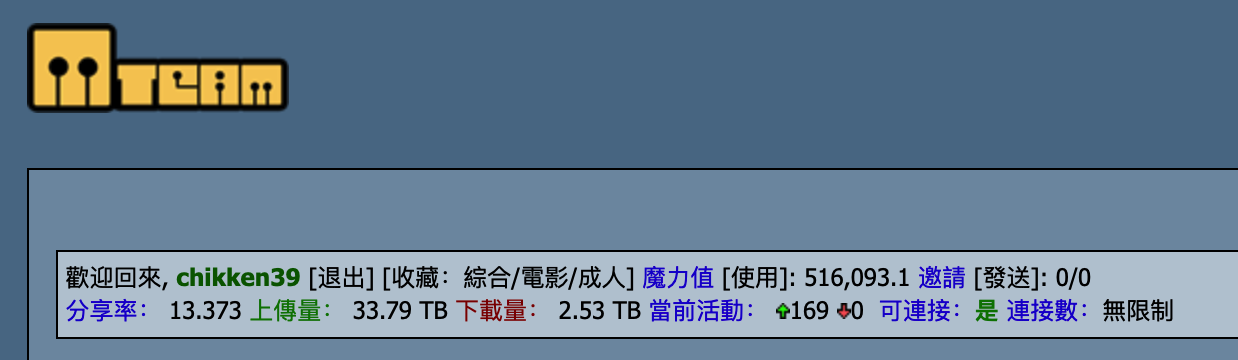 mTEAM
歡迎回來, chikken39 [退出] [收藏：綜合/電影/成人] 魔力值 [使用]: 516,093.1 邀請 [發送]: 0/0
分享率： 13.373 上傳量： 33.79 TB 下載量： 2.53 TB 當前活動： 169 0 可連接：是 連接數：無限制